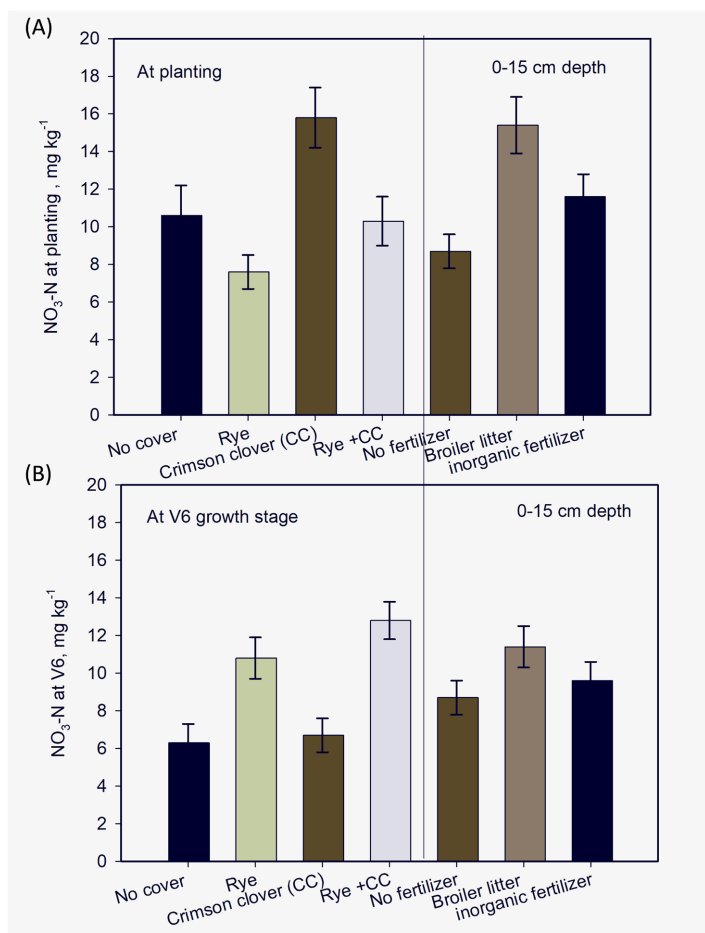 (A)
20
18
16
14
12
10
8
6
4
2
0
NO3-N at planting , mg kg-1
At planting
0-15 cm depth
No cover
Rye
Crimson clover (CC)
Rye +CC
No fertilizer
Broiler litter
inorganic fertilizer
(B)
20
18
16
14
12
10
8
6
4
2
0
NO3-N at V6, mg kg-1
At V6 growth stage
0-15 cm depth
No cover
Rye
Crimson clover (CC)
Rye +CC
No fertilizer
Broiler litter
inorganic fertilizer